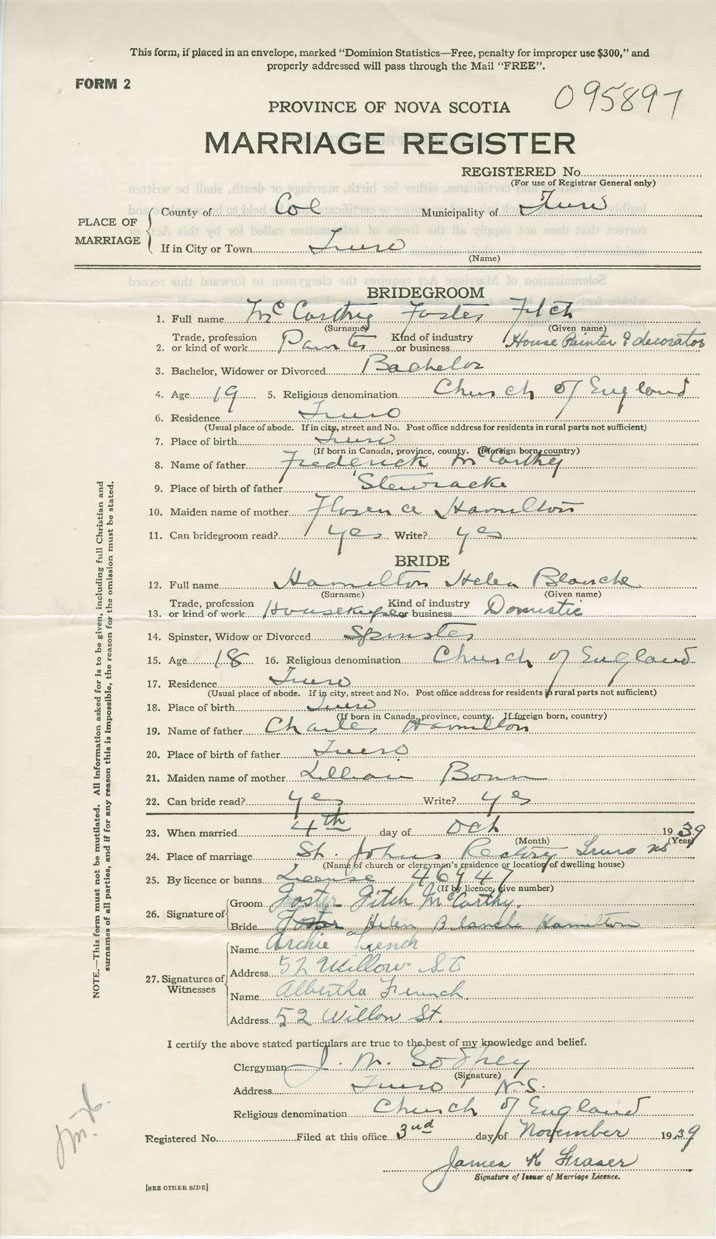 This form, if placed in an envelope, marked “Dominion Statistics—Free, penalty for improper use $300,” and
properly addressed will pass through the Mail “FREE”.
FORM 2
095897
PROVINCE OF NOVA SCOTIA
MARRIAGE REGISTER
REGISTERED No.
(For use of Registrar General only)
PLACE OF MARRIAGE
County of Col Municipality of Truro
If in City or Town Truro
(Name)
BRIDEGROOM
1. Full name McCarthy Foster Fitch
(Surname) (Given name)
Trade, profession Kind of industry
2. or kind of work Painter or business House Painter & decorator
3. Bachelor, Widower or Divorced Bachelor
4. Age 19 5. Religious denomination Church of England
6. Residence Truro
(Usual place of abode. If in city, street and No. Post office address for residents in rural parts not sufficient)
7. Place of birth Truro
(If born in Canada, province, county. If foreign born, country)
8. Name of father Frederick McCarthy
9. Place of birth of father Stewiacke
10. Maiden name of mother Florence Hamilton
11. Can bridegroom read? yes Write? yes
BRIDE
12. Full name Hamilton Helen Blanche
(Surname) (Given name)
Trade, profession Kind of industry
13. or kind of work Housekeeper or business Domestic
14. Spinster, Widow or Divorced Spinster
15. Age 18 16. Religious denomination Church of England
17. Residence Truro
(Usual place of abode. If in city, street and No. Post office address for residents in rural parts not sufficient)
18. Place of birth Truro
(If born in Canada, province, county. If foreign born, country)
19. Name of father Charles Hamilton
20. Place of birth of father Truro
21. Maiden name of mother Lillian
22. Can bride read? yes Write? yes
23. When married 4th day of Oct 1939
(Month) (Year)
24. Place of marriage St. Johns Rectory Truro NS
(Name of church or clergyman's residence or location of dwelling house)
25. By licence or banns License 46947
(If by licence, give number)
26. Signature of
Groom Foster Fitch McCarthy.
Bride Helen Blanche Hamilton
27. Signatures of Witnesses
Name Archie French
Address 52 Willow St
Name Albertha French
Address 52 Willow St.
I certify the above stated particulars are true to the best of my knowledge and belief.
Clergyman J. M.
(Signature)
Address Truro N.S.
Religious denomination Church of England
Registered No. Filed at this office 3rd day of November 1939
James K Fraser
Signature of Issuer of Marriage Licence.
[SEE OTHER SIDE]
NOTE.—This form must not be mutilated. All information asked for is to be given, including full Christian and
surnames of all parties, and if for any reason this is impossible, the reason for the omission must be stated.